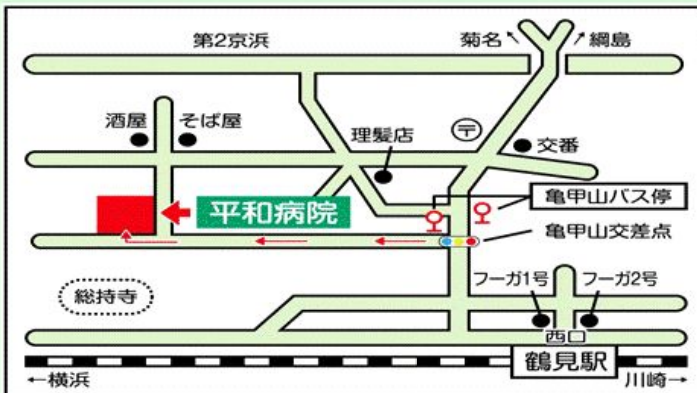 第2京浜
菊名
綱島
酒屋
そば屋
理髪店
〒
交番
平和病院
亀甲山バス停
亀甲山交差点
総持寺
フーガ1号
フーガ2号
西口
鶴見駅
←横浜
川崎→